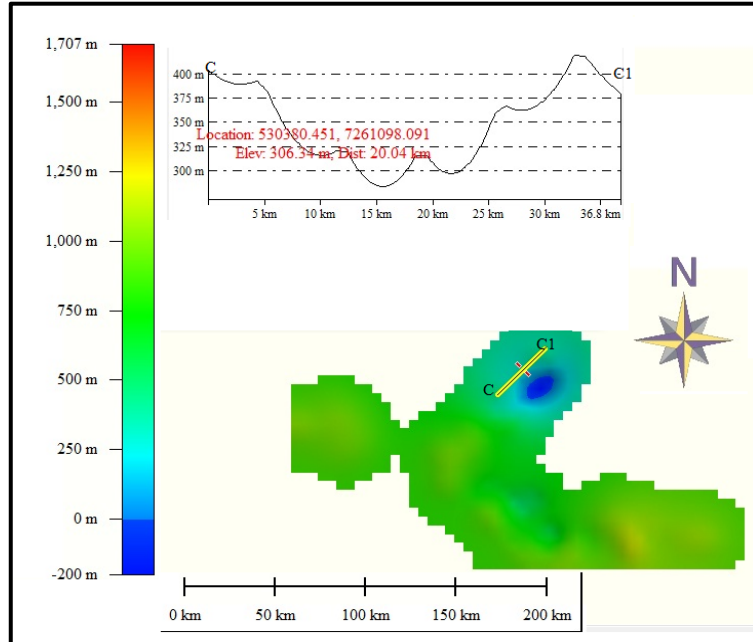 1,707 m
1,500 m
1,250 m
1,000 m
750 m
500 m
250 m
0 m
-200 m
C
C1
400 m
375 m
350 m
325 m
300 m
Location: 530380.451, 7261098.091
Elev: 306.34 m, Dist: 20.04 km
5 km 10 km 15 km 20 km 25 km 30 km 36.8 km
N
C1
C
0 km 50 km 100 km 150 km 200 km